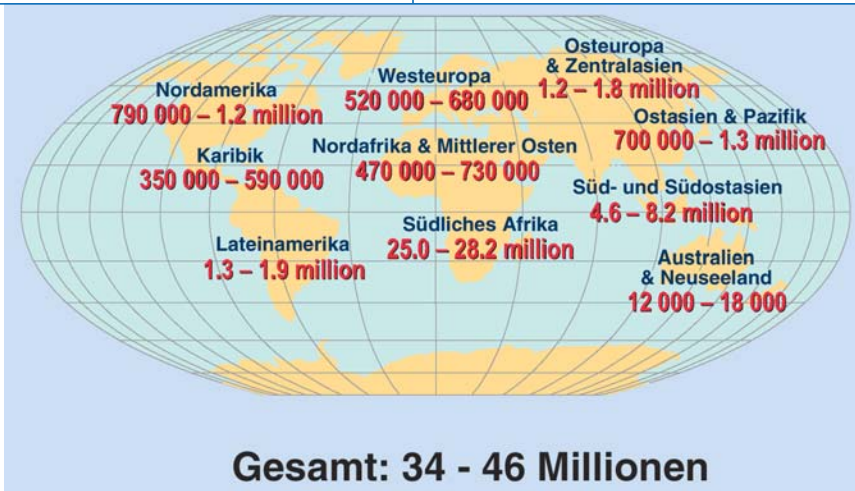 Osteuropa
& Zentralasien
1.2 – 1.8 million
Westeuropa
520 000 – 680 000
Nordamerika
790 000 – 1.2 million
Ostasien & Pazifik
700 000 – 1.3 million
Nordafrika & Mittlerer Osten
470 000 – 730 000
Karibik
350 000 – 590 000
Süd- und Südostasien
4.6 – 8.2 million
Südliches Afrika
25.0 – 28.2 million
Lateinamerika
1.3 – 1.9 million
Australien
& Neuseeland
12 000 – 18 000
Gesamt: 34 - 46 Millionen